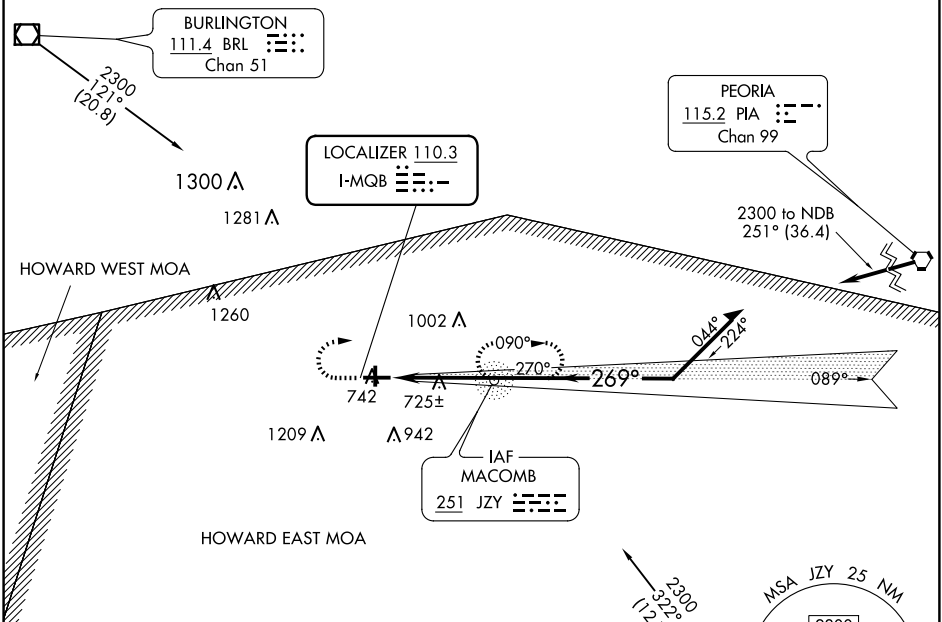 BURLINGTON
111.4 BRL
Chan 51
2300
121°
(20.8)
PEORIA
115.2 PIA
Chan 99
LOCALIZER 110.3
I-MQB
1300
1281
2300 to NDB
251° (36.4)
HOWARD WEST MOA
1260
1002
090°
270°
044°
224°
269°
089°
742
725±
1209
942
IAF
MACOMB
251 JZY
HOWARD EAST MOA
2300
322°
MSA JZY 25 NM